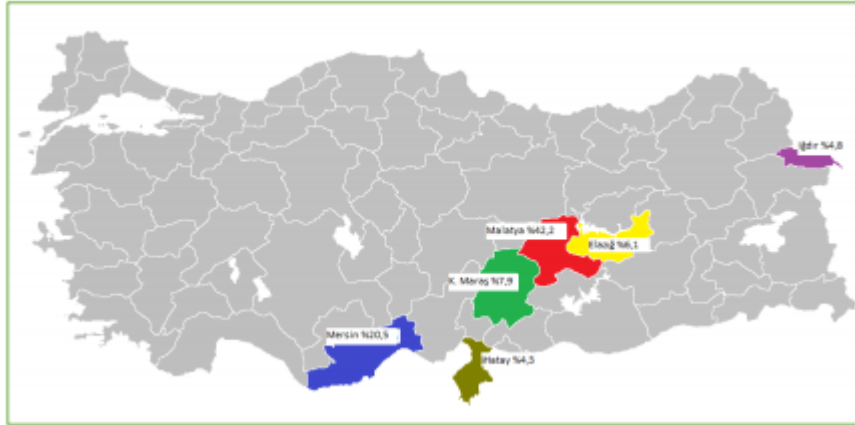 Iğdır %4,8
Malatya %42,2
Elazığ %6,1
K. Maraş %7,9
Mersin %20,5
Hatay %4,3